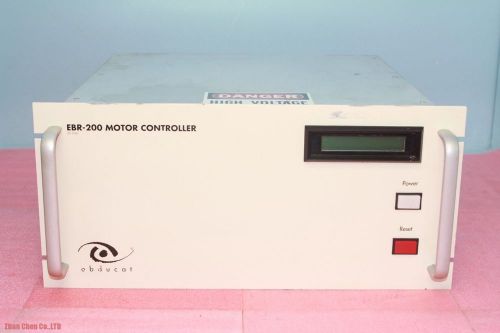 DANGER
HIGH VOLTAGE
EBR-200 MOTOR CONTROLLER
Power
Reset
obducat
Zhan Chen Co.,LTD